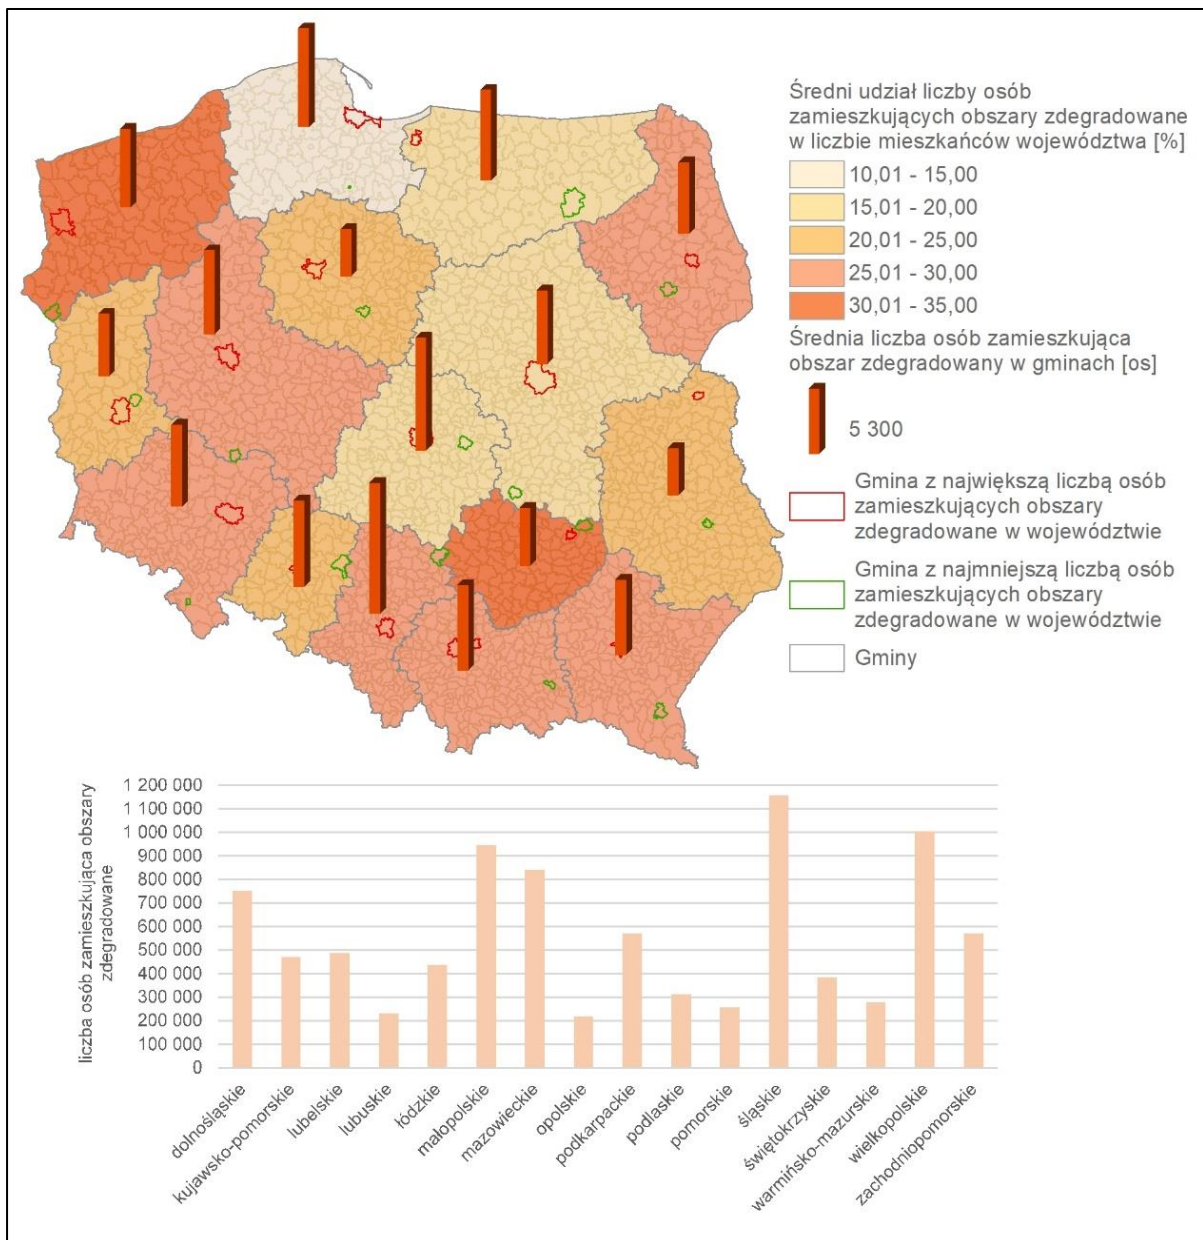 Średni udział liczby osób
zamieszkujących obszary zdegradowane
w liczbie mieszkańców województwa [%]
10,01 - 15,00
15,01 - 20,00
20,01 - 25,00
25,01 - 30,00
30,01 - 35,00
Średnia liczba osób zamieszkująca
obszar zdegradowany w gminach [os]
5 300
Gmina z największą liczbą osób
zamieszkujących obszary
zdegradowane w województwie
Gmina z najmniejszą liczbą osób
zamieszkujących obszary
zdegradowane w województwie
Gminy
liczba osób zamieszkująca obszary
zdegradowane
1 200 000
1 100 000
1 000 000
900 000
800 000
700 000
600 000
500 000
400 000
300 000
200 000
100 000
0
dolnośląskie
kujawsko-pomorskie
lubelskie
lubuskie
łódzkie
małopolskie
mazowieckie
opolskie
podkarpackie
podlaskie
pomorskie
śląskie
świętokrzyskie
warmińsko-mazurskie
wielkopolskie
zachodniopomorskie